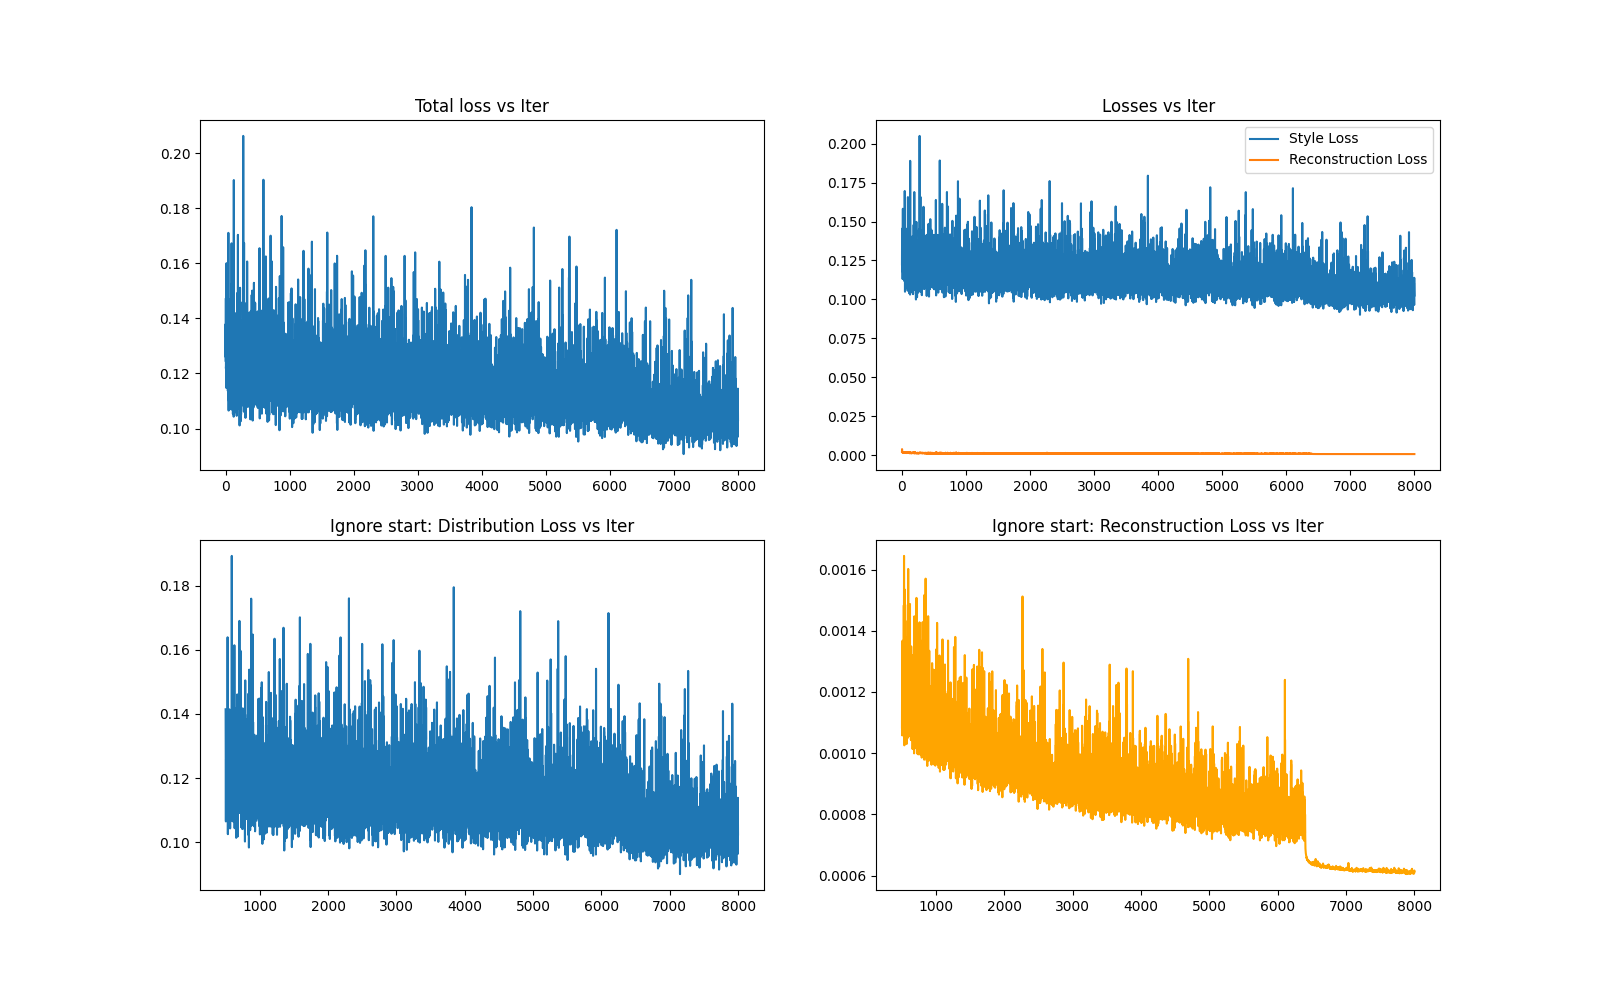 Total loss vs Iter
0.20
0.18
0.16
0.14
0.12
0.10
0 1000 2000 3000 4000 5000 6000 7000 8000
Losses vs Iter
Style Loss
Reconstruction Loss
0.200
0.175
0.150
0.125
0.100
0.075
0.050
0.025
0.000
0 1000 2000 3000 4000 5000 6000 7000 8000
Ignore start: Distribution Loss vs Iter
0.18
0.16
0.14
0.12
0.10
1000 2000 3000 4000 5000 6000 7000 8000
Ignore start: Reconstruction Loss vs Iter
0.0016
0.0014
0.0012
0.0010
0.0008
0.0006
1000 2000 3000 4000 5000 6000 7000 8000